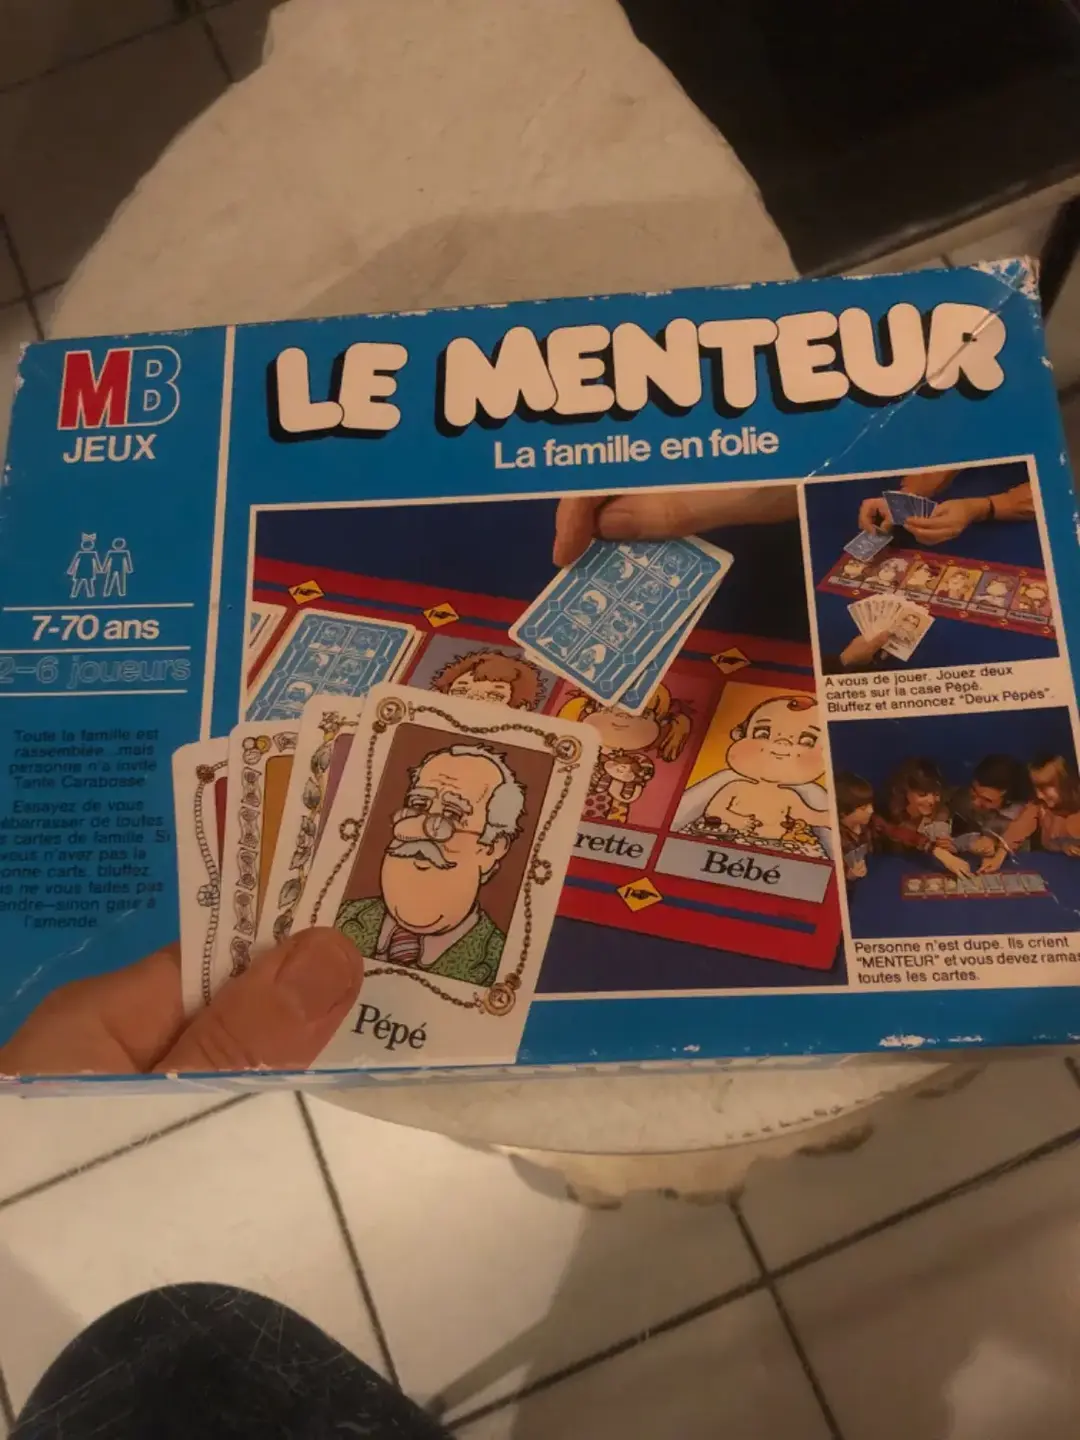 MB
JEUX
LE MENTEUR
La famille en folie
7-70 ans
2-6 joueurs
Toute la famille est
rassemblée...mais
personne n'a invité
Tante Carabosse.
Essayez de vous
débarrasser de toutes
cartes de famille. Si
vous n'avez pas la
bonne carte, bluffez
ne vous faites pas
sinon gare à
l'amende.
rette
Bébé
Pépé
A vous de jouer. Jouez deux
cartes sur la case Pépé.
Bluffez et annoncez "Deux Pépés".
Personne n'est dupe. Ils crient
"MENTEUR" et vous devez
toutes les cartes.